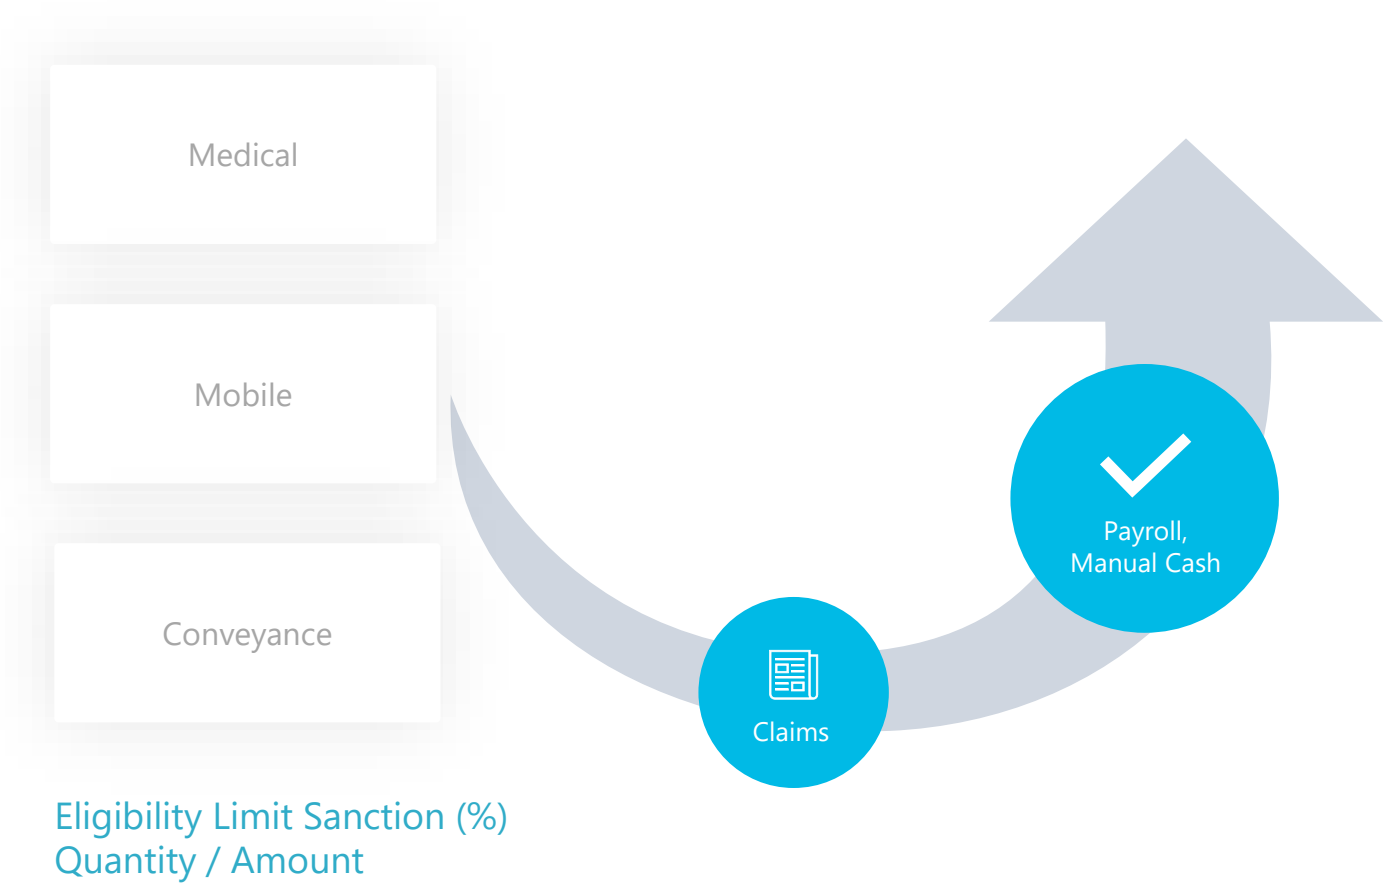 Medical
Mobile
Conveyance
Eligibility Limit Sanction (%)
Quantity / Amount
Claims
Payroll,
Manual Cash